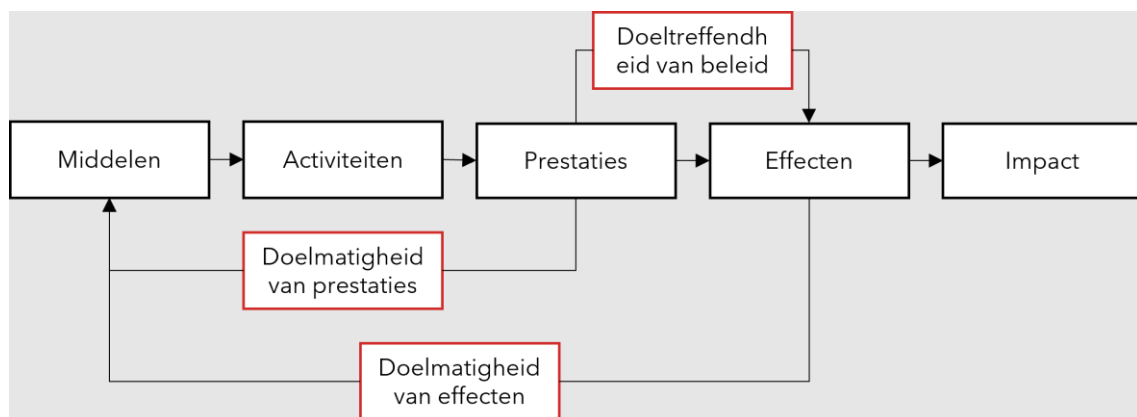 Doeltreffendh
eid van beleid
Middelen
Activiteiten
Prestaties
Effecten
Impact
Doelmatigheid
van prestaties
Doelmatigheid
van effecten